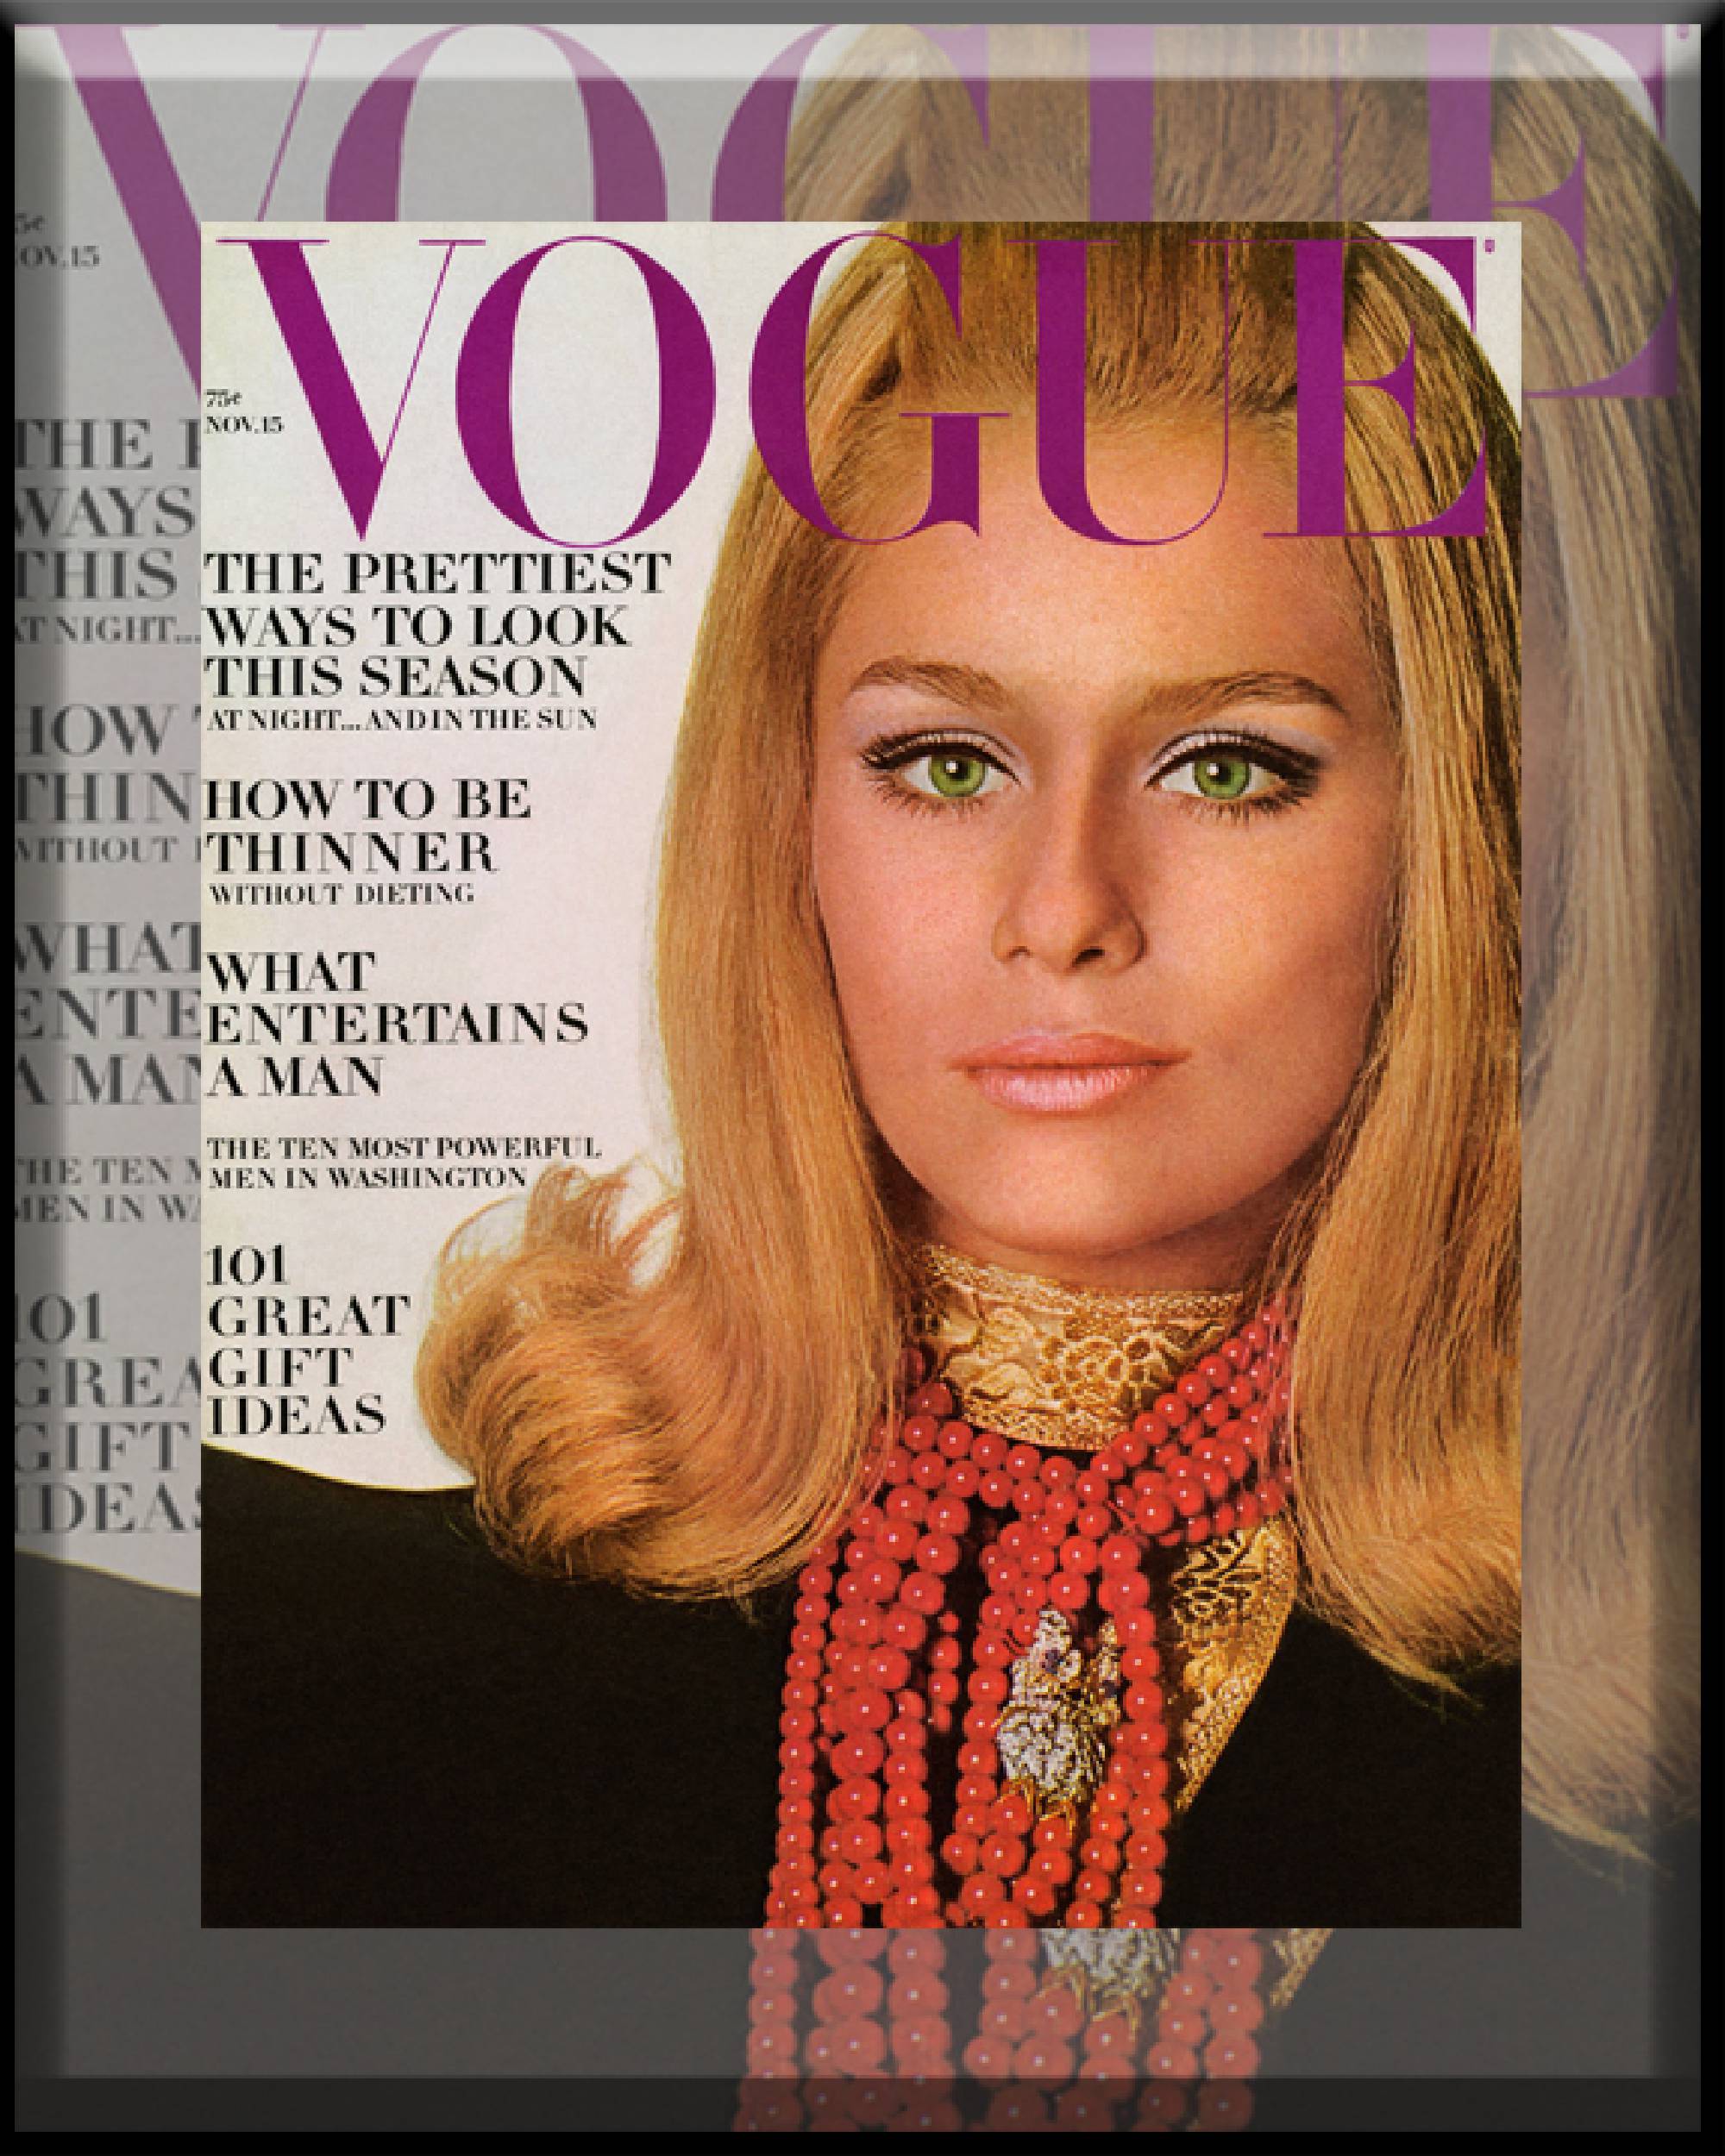 VOGUE
75¢
NOV.15
THE PRETTIEST
WAYS TO LOOK
THIS SEASON
AT NIGHT...AND IN THE SUN
HOW TO BE
THINNER
WITHOUT DIETING
WHAT
ENTERTAINS
A MAN
THE TEN MOST POWERFUL
MEN IN WASHINGTON
101
GREAT
GIFT
IDEAS